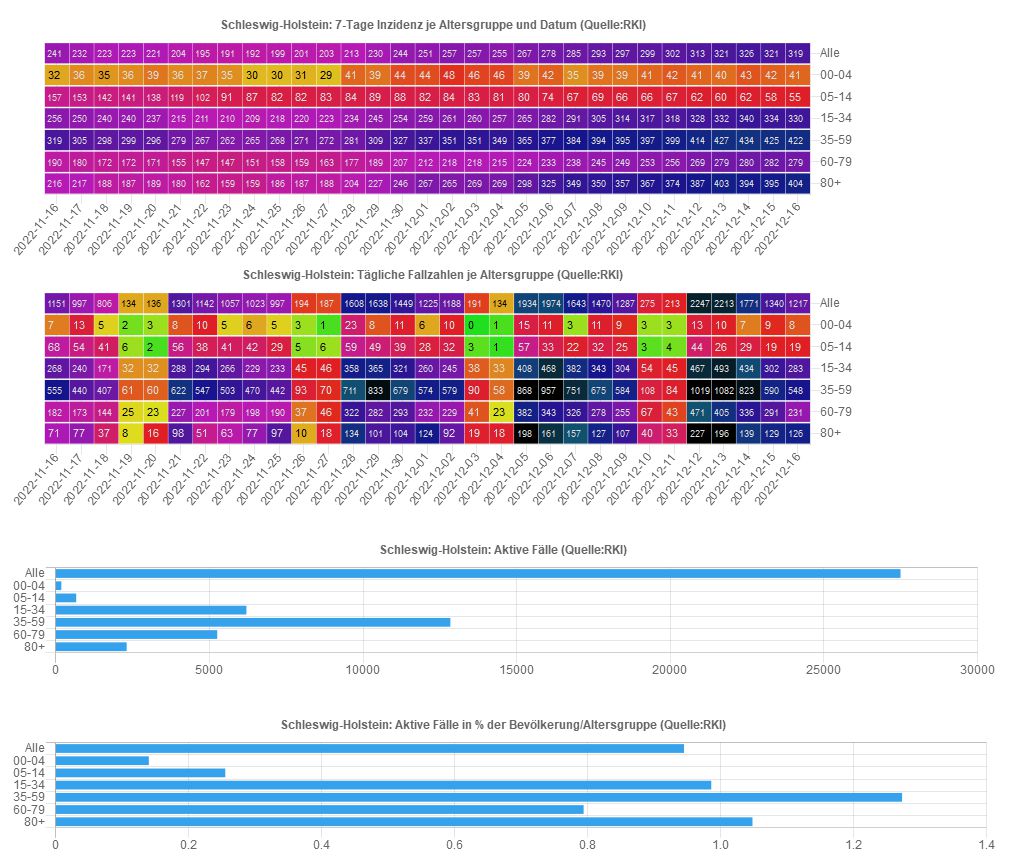 Schleswig-Holstein: 7-Tage Inzidenz je Altersgruppe und Datum (Quelle:RKI)
241 232 223 223 221 204 195 191 192 199 201 203 213 230 244 251 257 257 255 267 278 285 293 297 299 302 313 321 326 321 319 Alle
32 36 35 36 39 36 37 35 30 30 31 29 41 39 44 44 48 46 46 39 42 35 39 39 41 42 41 40 43 42 41 00-04
157 153 142 141 138 119 102 91 87 82 82 83 84 89 88 82 84 83 81 80 74 67 69 66 66 67 62 60 62 58 55 05-14
256 250 240 240 237 215 211 210 209 218 220 223 234 245 254 259 261 260 257 265 282 291 305 314 317 318 328 332 340 334 330 15-34
319 305 298 299 296 279 267 262 265 268 271 272 281 309 327 337 351 351 349 365 377 384 394 395 397 399 414 427 434 425 422 35-59
190 180 172 172 171 155 147 147 151 158 159 163 177 189 207 212 218 218 215 224 233 238 245 249 253 256 269 279 280 282 279 60-79
216 217 188 187 189 180 162 159 159 186 187 188 204 227 246 267 265 269 269 298 325 349 350 357 367 374 387 403 394 395 404 80+
2022-11-16 2022-11-17 2022-11-18 2022-11-19 2022-11-20 2022-11-21 2022-11-22 2022-11-23 2022-11-24 2022-11-25 2022-11-26 2022-11-27 2022-11-28 2022-11-29 2022-11-30 2022-12-01 2022-12-02 2022-12-03 2022-12-04 2022-12-05 2022-12-06 2022-12-07 2022-12-08 2022-12-09 2022-12-10 2022-12-11 2022-12-12 2022-12-13 2022-12-14 2022-12-15 2022-12-16
Schleswig-Holstein: Tägliche Fallzahlen je Altersgruppe (Quelle:RKI)
1151 997 806 134 136 1301 1142 1057 1023 997 194 187 1608 1638 1449 1225 1188 191 134 1934 1974 1643 1470 1287 275 213 2247 2213 1771 1340 1217 Alle
7 13 5 2 3 8 10 5 6 5 3 1 23 8 11 6 10 0 1 15 11 3 11 9 3 3 13 10 7 9 8 00-04
68 54 41 6 2 56 38 41 42 29 5 6 59 49 39 28 32 3 1 57 33 22 32 25 3 4 44 26 29 19 19 05-14
268 240 171 32 32 288 294 266 229 233 45 46 358 365 321 260 245 38 33 408 468 382 343 304 54 45 467 493 434 302 283 15-34
555 440 407 61 60 622 547 503 470 442 93 70 711 833 679 574 579 90 58 868 957 751 675 584 108 84 1019 1082 823 590 548 35-59
182 173 144 25 23 227 201 179 198 190 37 46 322 282 293 232 229 41 23 382 343 326 278 255 67 43 471 405 336 291 231 60-79
71 77 37 8 16 98 51 63 77 97 10 18 134 101 104 124 92 19 18 198 161 157 127 107 40 33 227 196 139 129 126 80+
2022-11-16 2022-11-17 2022-11-18 2022-11-19 2022-11-20 2022-11-21 2022-11-22 2022-11-23 2022-11-24 2022-11-25 2022-11-26 2022-11-27 2022-11-28 2022-11-29 2022-11-30 2022-12-01 2022-12-02 2022-12-03 2022-12-04 2022-12-05 2022-12-06 2022-12-07 2022-12-08 2022-12-09 2022-12-10 2022-12-11 2022-12-12 2022-12-13 2022-12-14 2022-12-15 2022-12-16
Schleswig-Holstein: Aktive Fälle (Quelle:RKI)
Alle
00-04
05-14
15-34
35-59
60-79
80+
0 5000 10000 15000 20000 25000 30000
Schleswig-Holstein: Aktive Fälle in % der Bevölkerung/Altersgruppe (Quelle:RKI)
Alle
00-04
05-14
15-34
35-59
60-79
80+
0 0.2 0.4 0.6 0.8 1.0 1.2 1.4